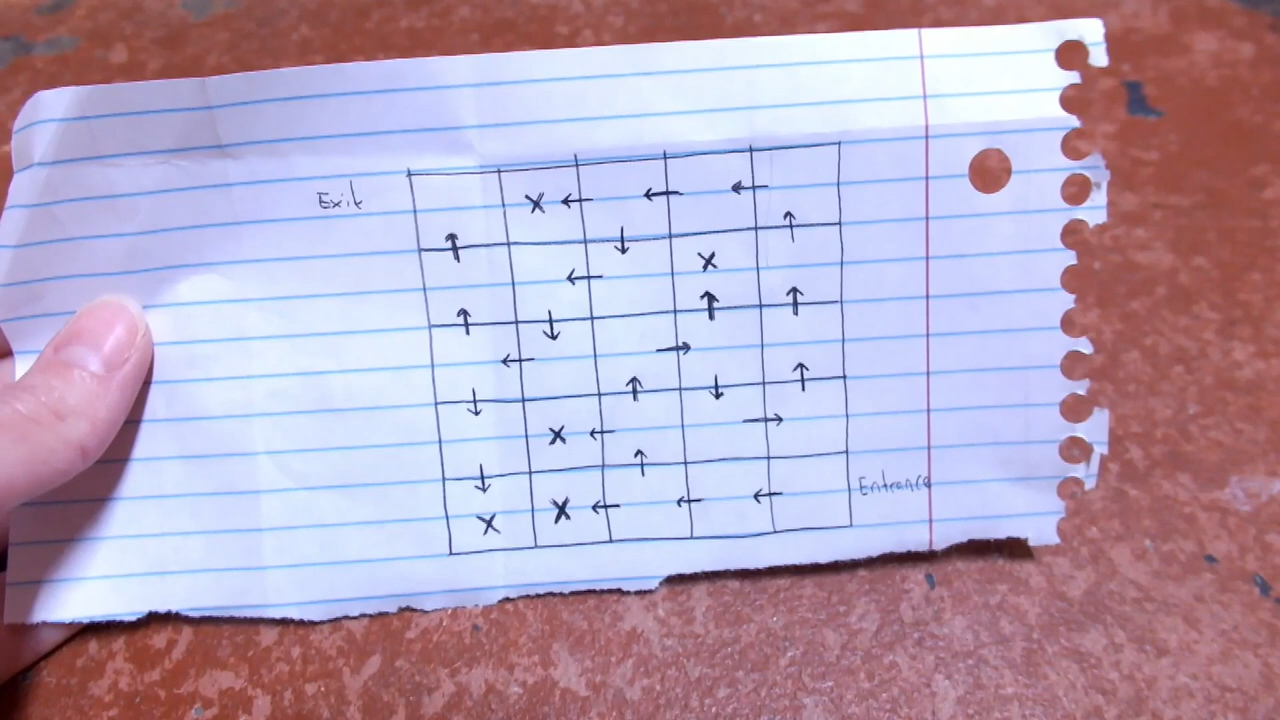 Exit
X ← ← ←
↑ ↓ ↑
← X
↑ ↓ ↑ ↑
← →
↓ ↑ ↓ ↑
X ← →
↓ ↑
X X ← ← ← Entrance